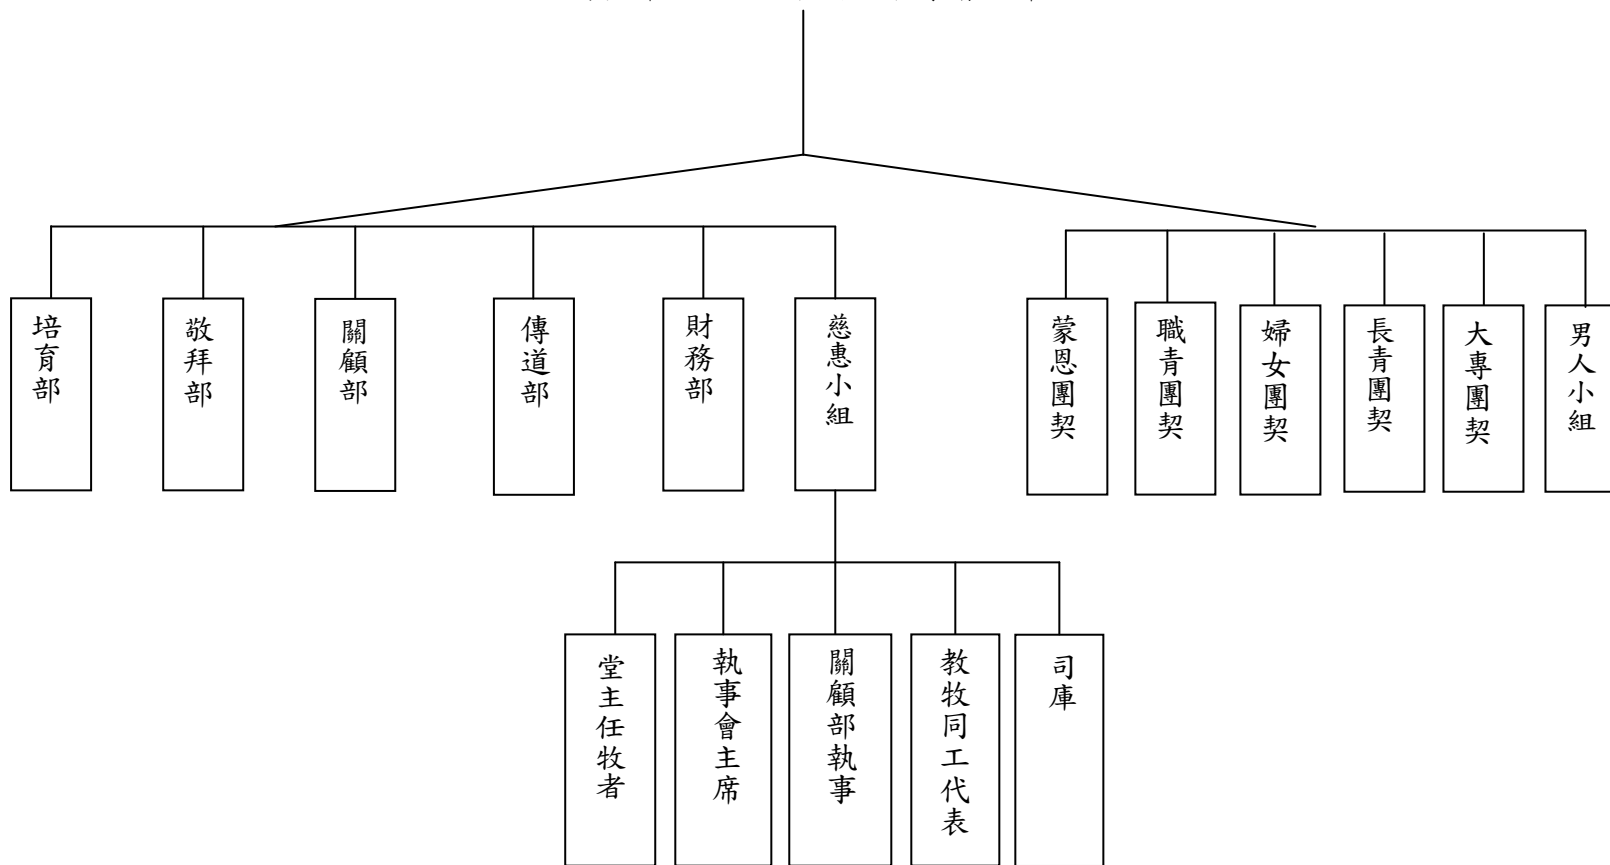 培育部
敬拜部
關顧部
傳道部
財務部
慈惠小組
蒙恩團契
職青團契
婦女團契
長青團契
大專團契
男人小組
堂主任牧者
執事會主席
關顧部執事
教牧同工代表
司庫